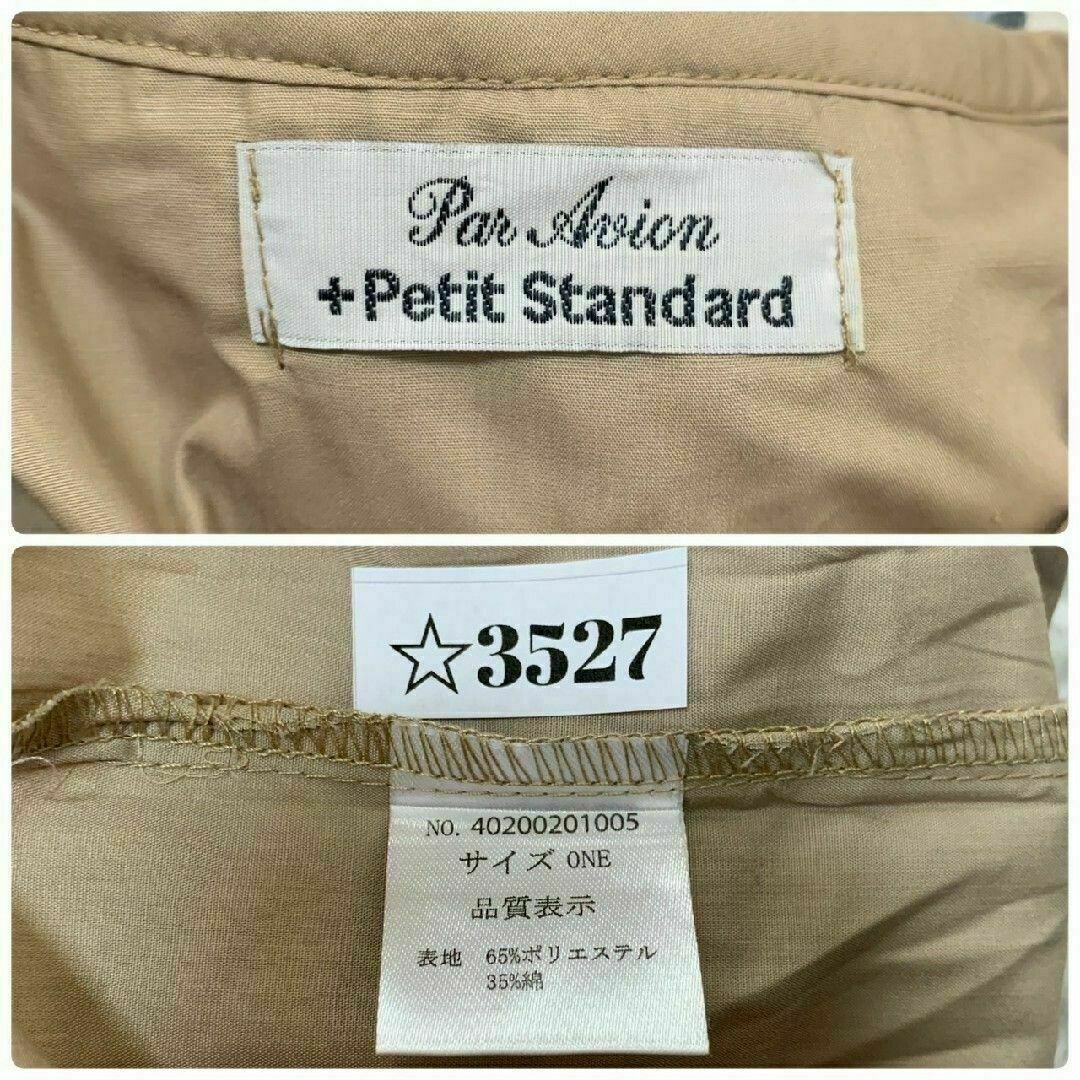 Par Avion
+Petit Standard
☆3527
NO. 40200201005
サイズ ONE
品質表示
表地 65%ポリエステル
35%綿